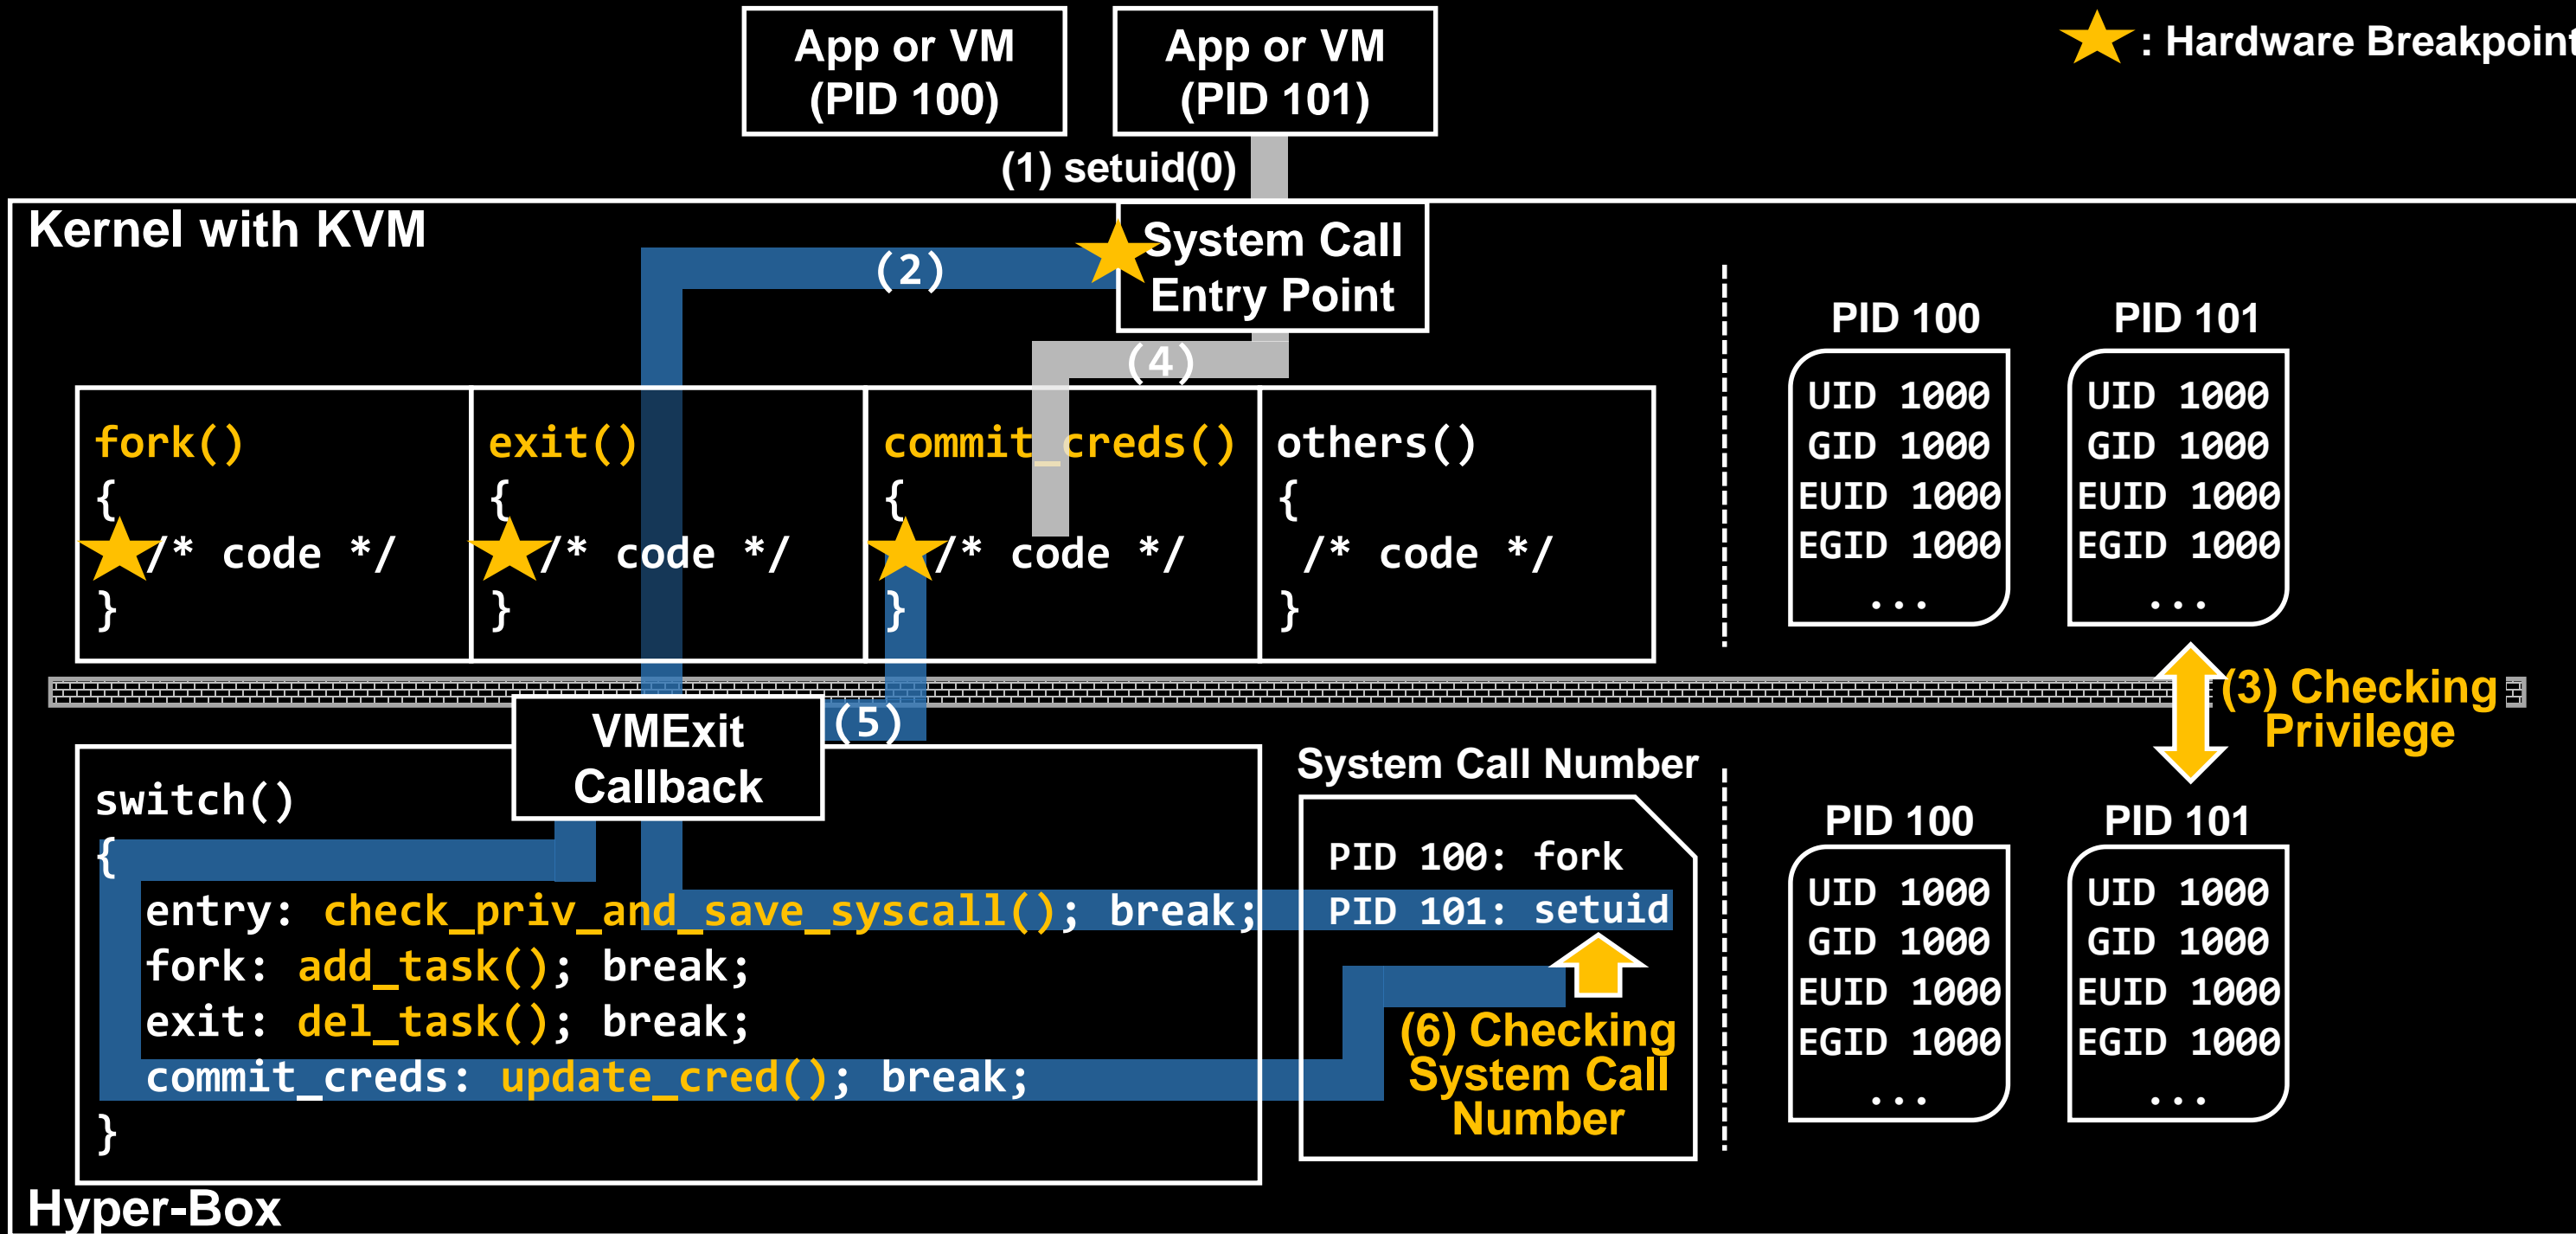 App or VM
(PID 100)
App or VM
(PID 101)
: Hardware Breakpoint
(1) setuid(0)
Kernel with KVM
System Call
Entry Point
(2)
(4)
fork()
{
/* code */
}
exit()
{
/* code */
}
commit_creds()
{
/* code */
}
others()
{
/* code */
}
PID 100
UID 1000
GID 1000
EUID 1000
EGID 1000
...
PID 101
UID 1000
GID 1000
EUID 1000
EGID 1000
...
(3) Checking
Privilege
VMExit
Callback
(5)
switch()
{
entry: check_priv_and_save_syscall(); break;
fork: add_task(); break;
exit: del_task(); break;
commit_creds: update_cred(); break;
}
System Call Number
PID 100: fork
PID 101: setuid
(6) Checking
System Call
Number
PID 100
UID 1000
GID 1000
EUID 1000
EGID 1000
...
PID 101
UID 1000
GID 1000
EUID 1000
EGID 1000
...
Hyper-Box